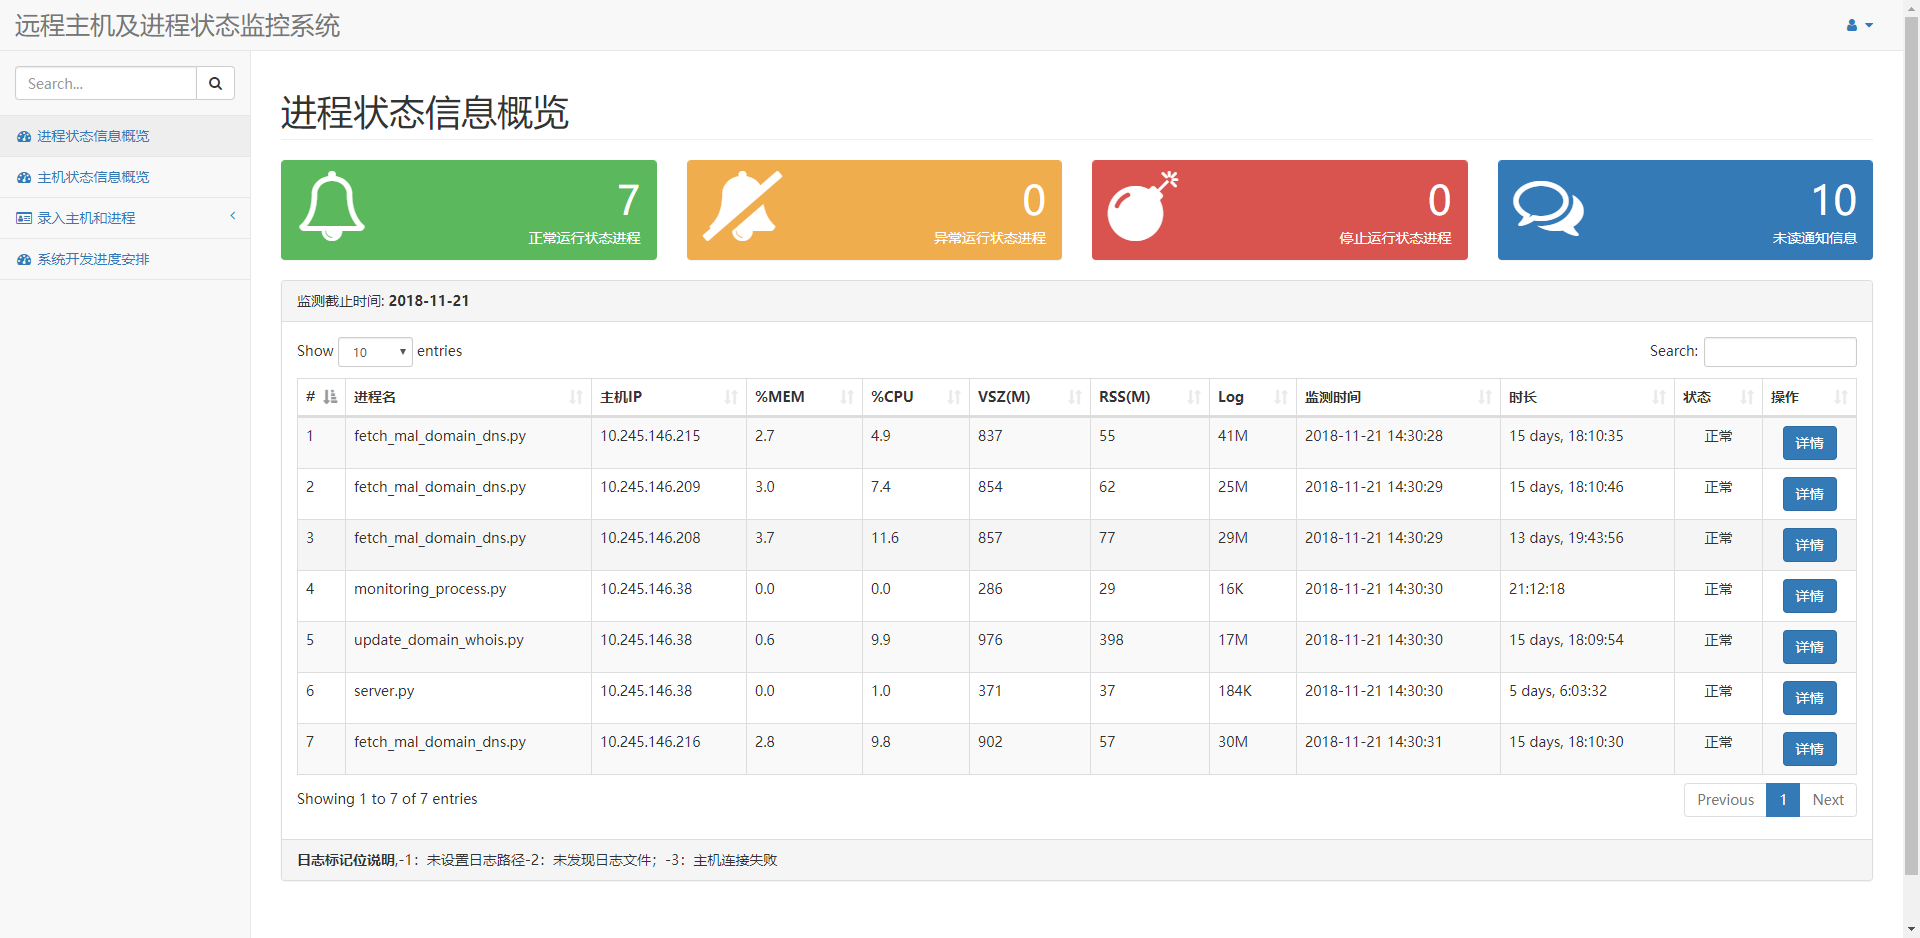 远程主机及进程状态监控系统
Search...
进程状态信息概览
主机状态信息概览
录入主机和进程
系统开发进度安排
进程状态信息概览
7
正常运行状态进程
0
异常运行状态进程
0
停止运行状态进程
10
未读通知信息
监测截止时间: 2018-11-21
Show 10 entries
Search:
# 进程名 主机IP %MEM %CPU VSZ(M) RSS(M) Log 监测时间 时长 状态 操作
1 fetch_mal_domain_dns.py 10.245.146.215 2.7 4.9 837 55 41M 2018-11-21 14:30:28 15 days, 18:10:35 正常 详情
2 fetch_mal_domain_dns.py 10.245.146.209 3.0 7.4 854 62 25M 2018-11-21 14:30:29 15 days, 18:10:46 正常 详情
3 fetch_mal_domain_dns.py 10.245.146.208 3.7 11.6 857 77 29M 2018-11-21 14:30:29 13 days, 19:43:56 正常 详情
4 monitoring_process.py 10.245.146.38 0.0 0.0 286 29 16K 2018-11-21 14:30:30 21:12:18 正常 详情
5 update_domain_whois.py 10.245.146.38 0.6 9.9 976 398 17M 2018-11-21 14:30:30 15 days, 18:09:54 正常 详情
6 server.py 10.245.146.38 0.0 1.0 371 37 184K 2018-11-21 14:30:30 5 days, 6:03:32 正常 详情
7 fetch_mal_domain_dns.py 10.245.146.216 2.8 9.8 902 57 30M 2018-11-21 14:30:31 15 days, 18:10:30 正常 详情
Showing 1 to 7 of 7 entries
Previous 1 Next
日志标记位说明,-1：未设置日志路径-2：未发现日志文件；-3：主机连接失败